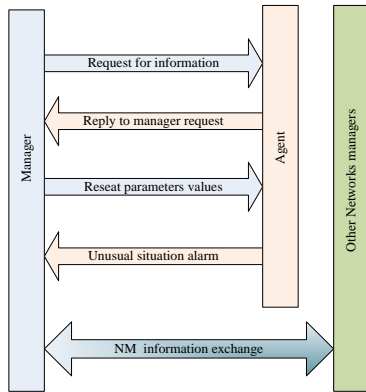 Manager
Request for information
Reply to manager request
Reseat parameters values
Unusual situation alarm
Agent
Other Networks managers
NM information exchange